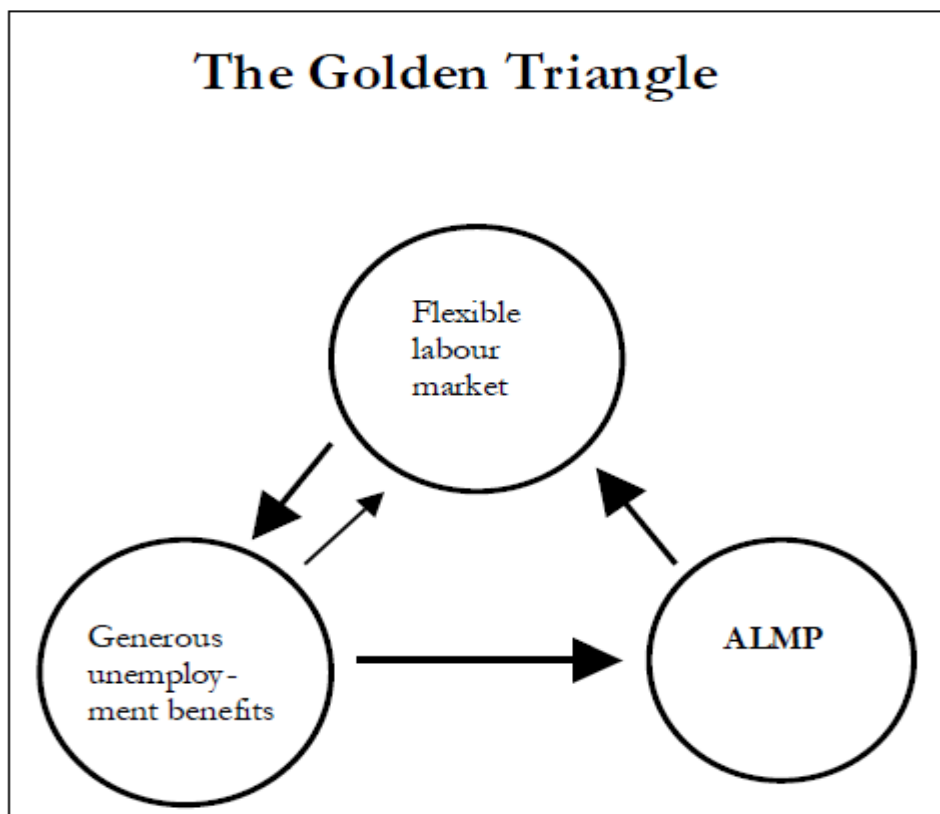 The Golden Triangle
Flexible
labour
market
Generous
unemploy-
ment benefits
ALMP